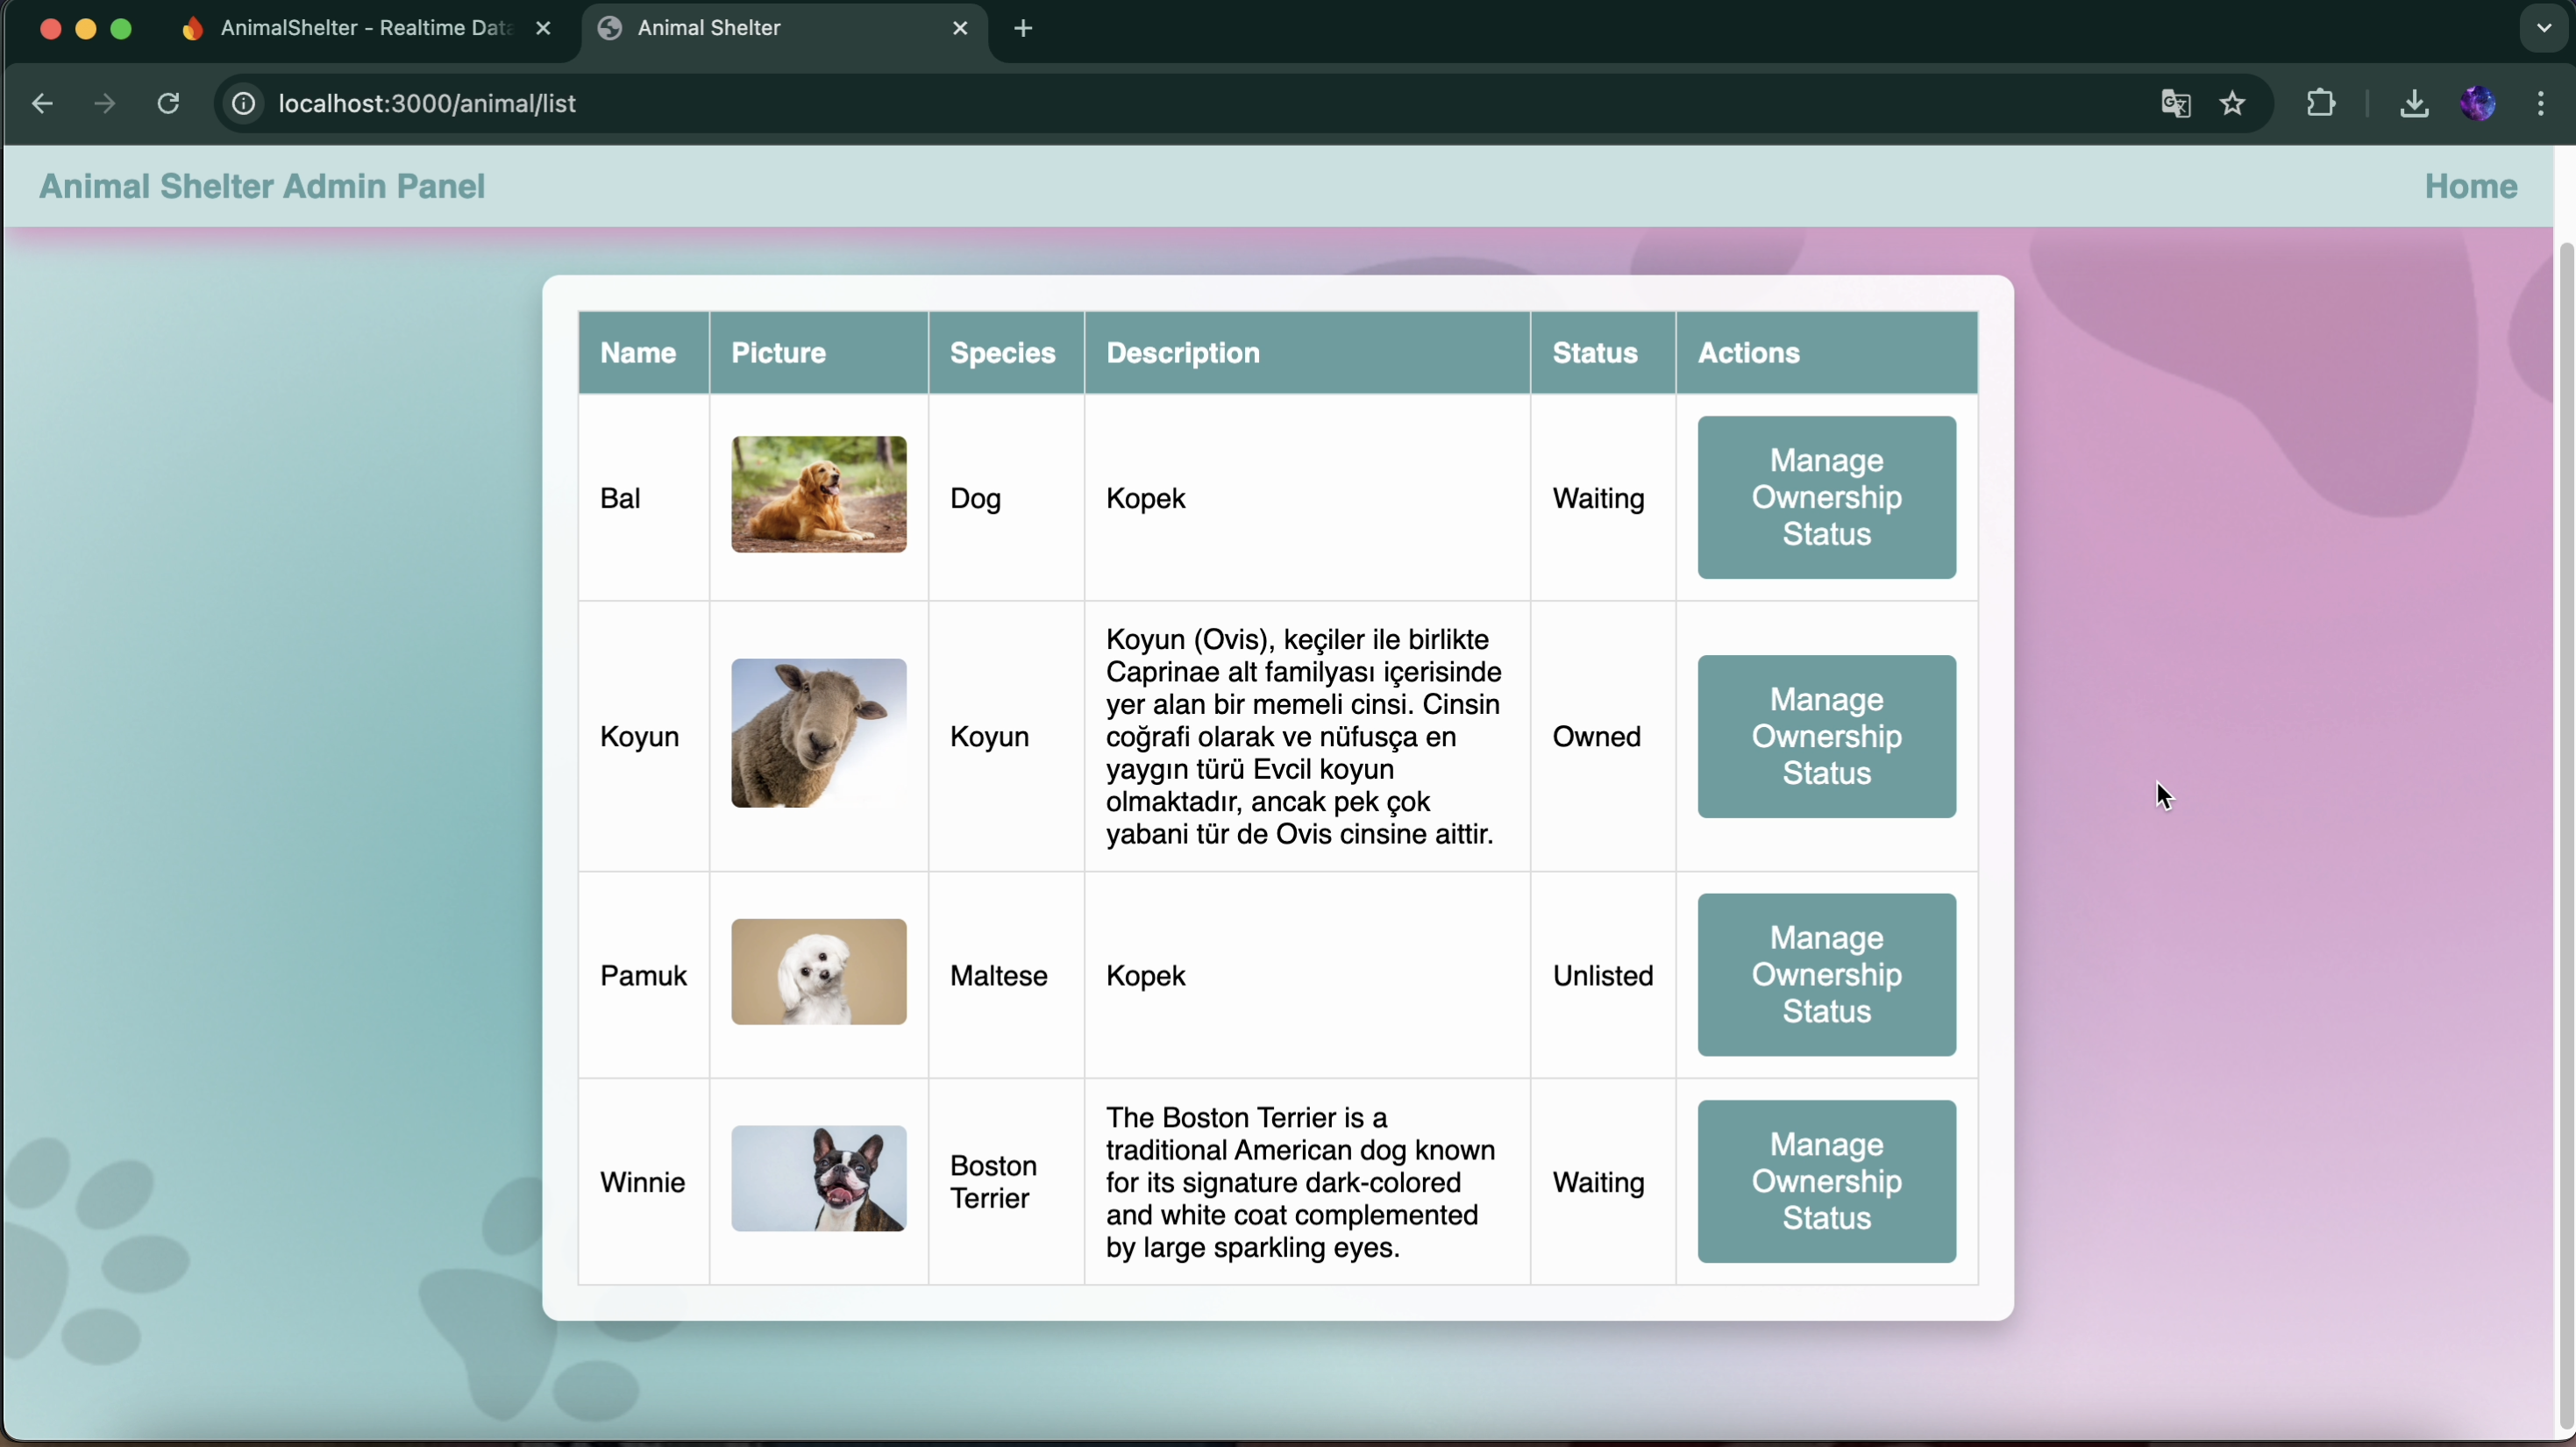 AnimalShelter - Realtime Data
Animal Shelter
localhost:3000/animal/list
Animal Shelter Admin Panel
Home
Name
Picture
Species
Description
Status
Actions
Bal
Dog
Kopek
Waiting
Manage
Ownership
Status
Koyun
Koyun
Koyun (Ovis), keçiler ile birlikte
Caprinae alt familyası içerisinde
yer alan bir memeli cinsi. Cinsin
coğrafi olarak ve nüfusça en
yaygın türü Evcil koyun
olmaktadır, ancak pek çok
yabani tür de Ovis cinsine aittir.
Owned
Manage
Ownership
Status
Pamuk
Maltese
Kopek
Unlisted
Manage
Ownership
Status
Winnie
Boston
Terrier
The Boston Terrier is a
traditional American dog known
for its signature dark-colored
and white coat complemented
by large sparkling eyes.
Waiting
Manage
Ownership
Status